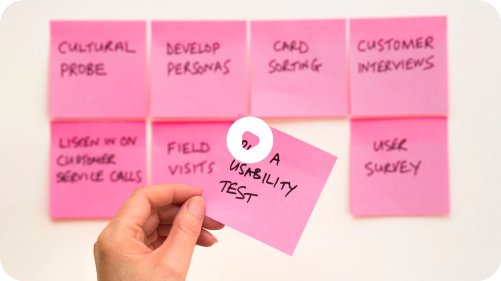 CULTURAL
PROBE
DEVELOP
PERSONAS
CARD
SORTING
CUSTOMER
INTERVIEWS
LISTEN IN ON
CUSTOMER
SERVICE CALLS
FIELD
VISITS
A
USABILITY
TEST
USER
SURVEY